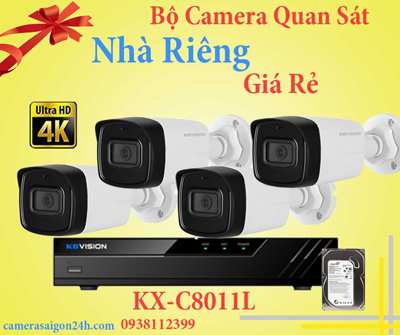 Bộ Camera Quan Sát
Nhà Riêng
Giá Rẻ
Ultra HD
4K
KBVISION
KX-C8011L
camerasaigon24h.com 0938112399